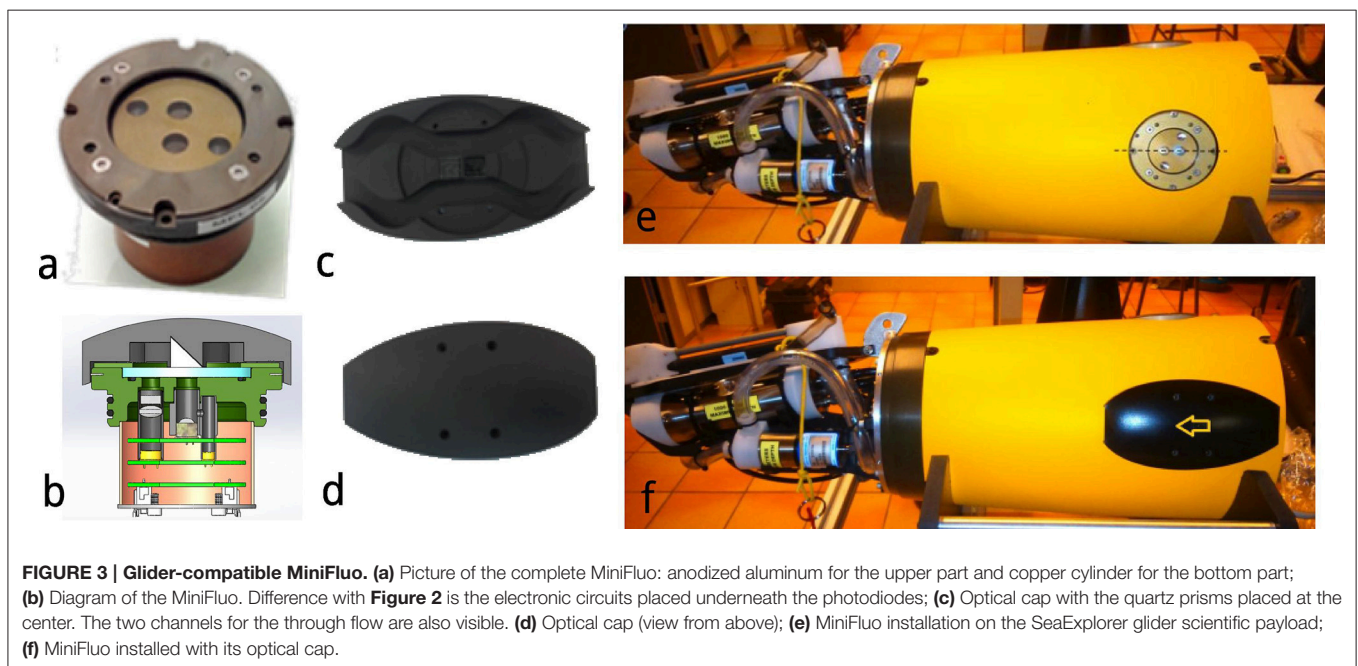 a
c
e
b
d
f
FIGURE 3 | Glider-compatible MiniFluo. (a) Picture of the complete MiniFluo: anodized aluminum for the upper part and copper cylinder for the bottom part;
(b) Diagram of the MiniFluo. Difference with Figure 2 is the electronic circuits placed underneath the photodiodes; (c) Optical cap with the quartz prisms placed at the
center. The two channels for the through flow are also visible. (d) Optical cap (view from above); (e) MiniFluo installation on the SeaExplorer glider scientific payload;
(f) MiniFluo installed with its optical cap.